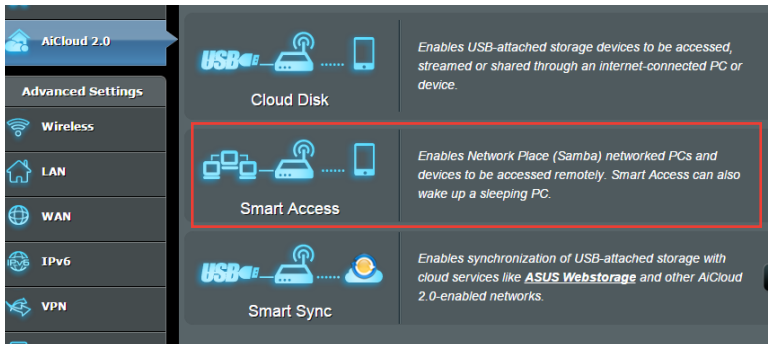 AiCloud 2.0
Advanced Settings
Wireless
LAN
WAN
IPv6
IPv6
VPN
USB
Cloud Disk
Enables USB-attached storage devices to be accessed,
streamed or shared through an internet-connected PC or
device.
Smart Access
Enables Network Place (Samba) networked PCs and
devices to be accessed remotely. Smart Access can also
wake up a sleeping PC.
USB
Smart Sync
Enables synchronization of USB-attached storage with
cloud services like ASUS Webstorage and other AiCloud
2.0-enabled networks.